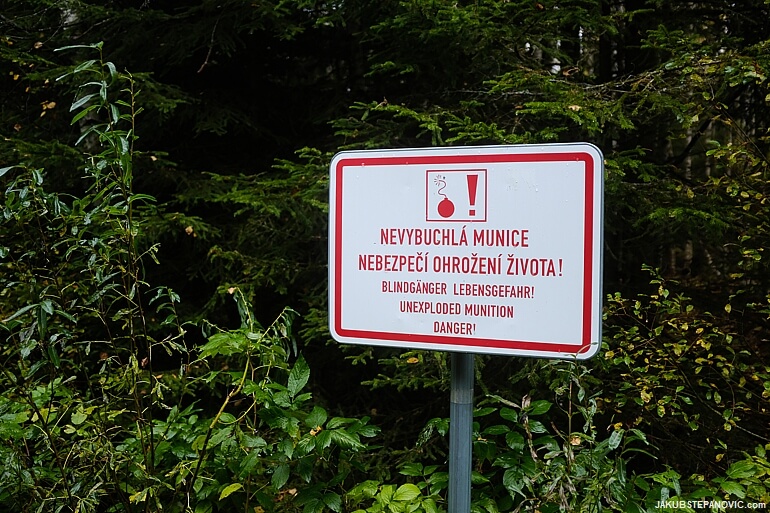 NEVYBUCHLÁ MUNICE
NEBEZPEČÍ OHROŽENÍ ŽIVOTA!
BLINDGÄNGER LEBENSGEFAHR!
UNEXPLODED MUNITION
DANGER!
JAKUBSTEPANOVIC.com